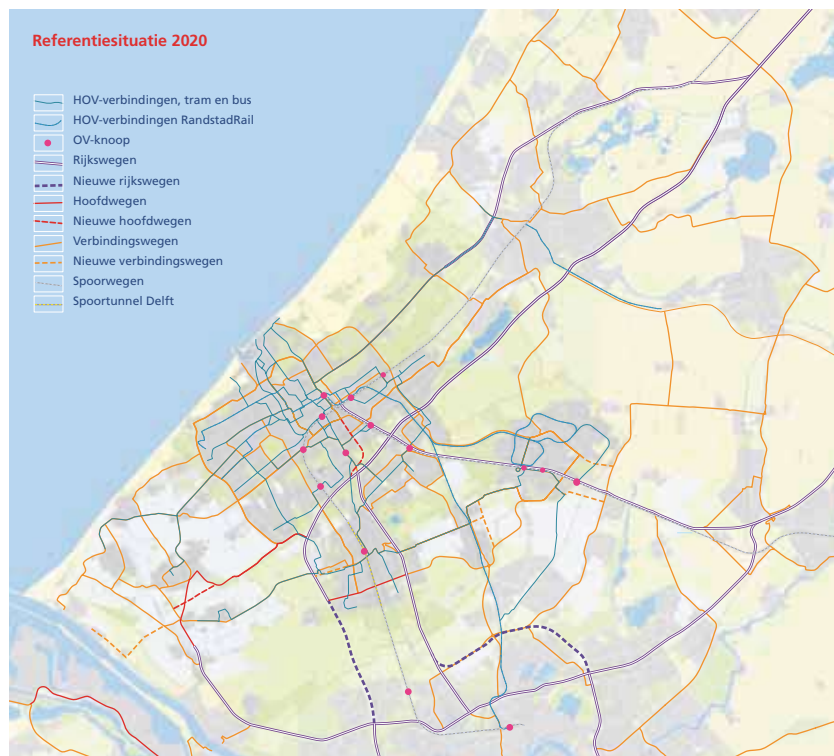 Referentiesituatie 2020
HOV-verbindingen, tram en bus
HOV-verbindingen RandstadRail
OV-knoop
Rijkswegen
Nieuwe rijkswegen
Hoofdwegen
Nieuwe hoofdwegen
Verbindingswegen
Nieuwe verbindingswegen
Spoorwegen
Spoortunnel Delft